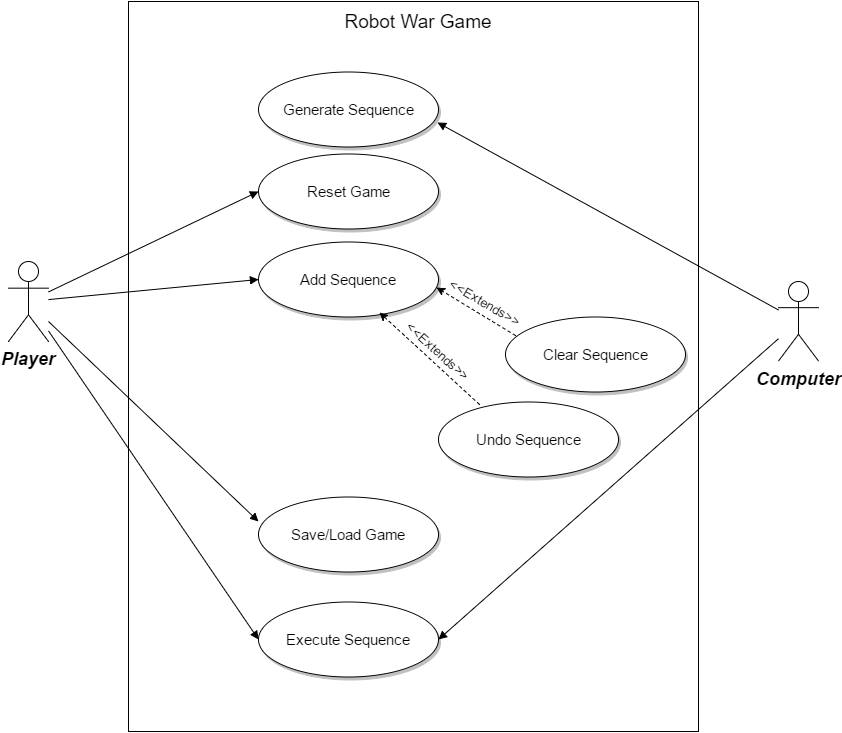 Robot War Game
Generate Sequence
Reset Game
Add Sequence
<<Extends>>
<<Extends>>
Clear Sequence
Player
Computer
Undo Sequence
Save/Load Game
Execute Sequence